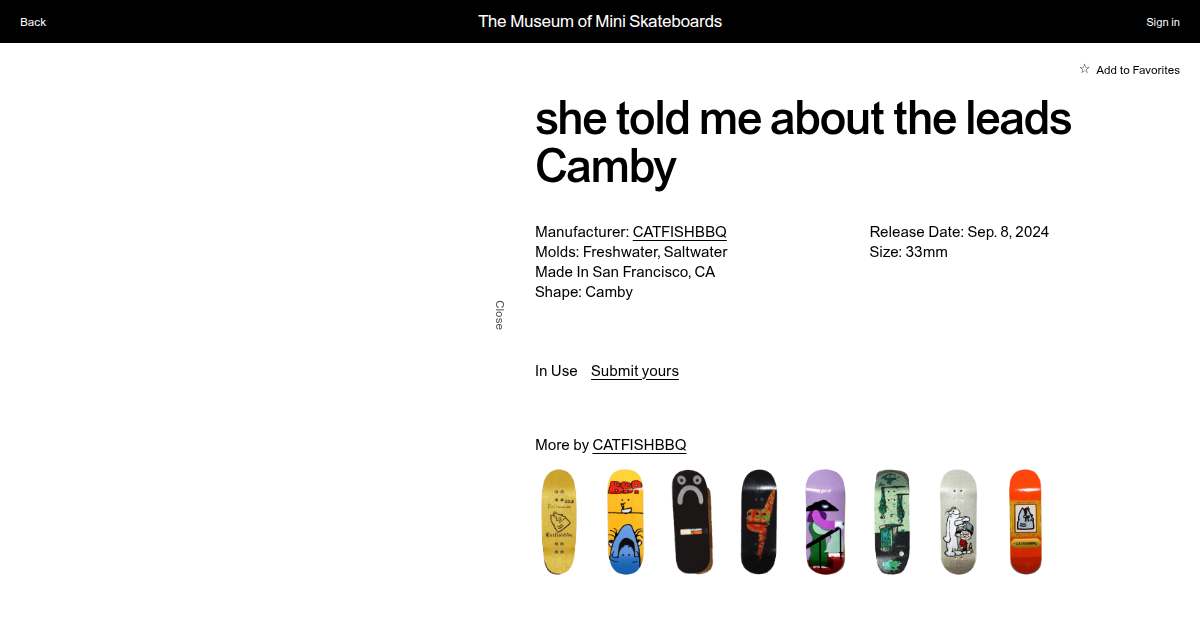 Back
The Museum of Mini Skateboards
Sign in
☆ Add to Favorites
she told me about the leads
Camby
Manufacturer: CATFISHBBQ
Molds: Freshwater, Saltwater
Made In San Francisco, CA
Shape: Camby
Release Date: Sep. 8, 2024
Size: 33mm
Close
In Use Submit yours
More by CATFISHBBQ